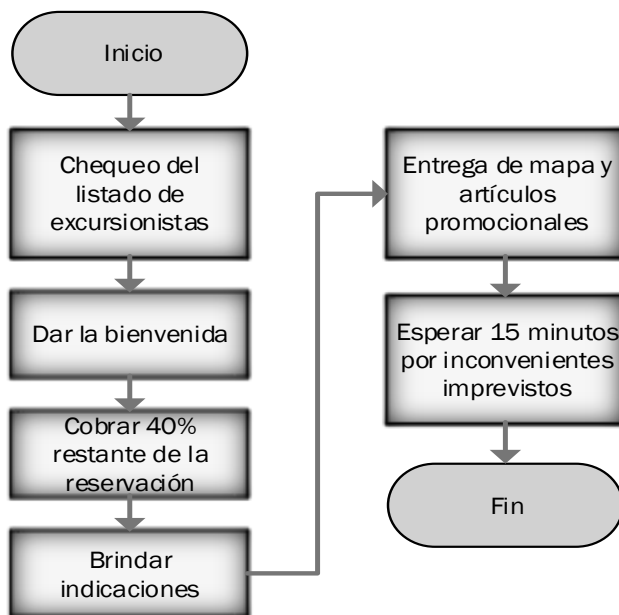 Inicio
Chequeo del
listado de
excursionistas
Dar la bienvenida
Cobrar 40%
restante de la
reservación
Brindar
indicaciones
Entrega de mapa y
artículos
promocionales
Esperar 15 minutos
por inconvenientes
imprevistos
Fin